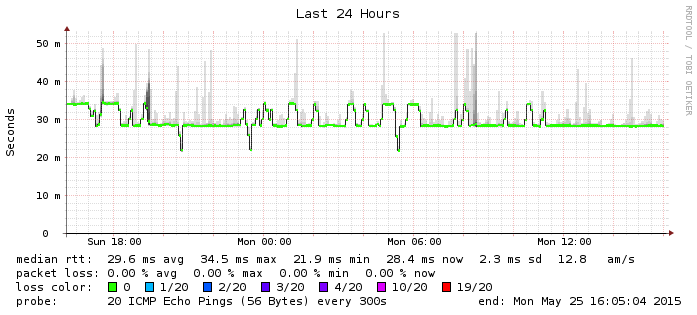 Last 24 Hours
RRDTOOL / TOBI OETIKER
Seconds
50 m
40 m
30 m
20 m
10 m
0
Sun 18:00 Mon 00:00 Mon 06:00 Mon 12:00
median rtt: 29.6 ms avg 34.5 ms max 21.9 ms min 28.4 ms now 2.3 ms sd 12.8 am/s
packet loss: 0.00 % avg 0.00 % max 0.00 % min 0.00 % now
loss color: 0 1/20 2/20 3/20 4/20 10/20 19/20
probe: 20 ICMP Echo Pings (56 Bytes) every 300s end: Mon May 25 16:05:04 2015